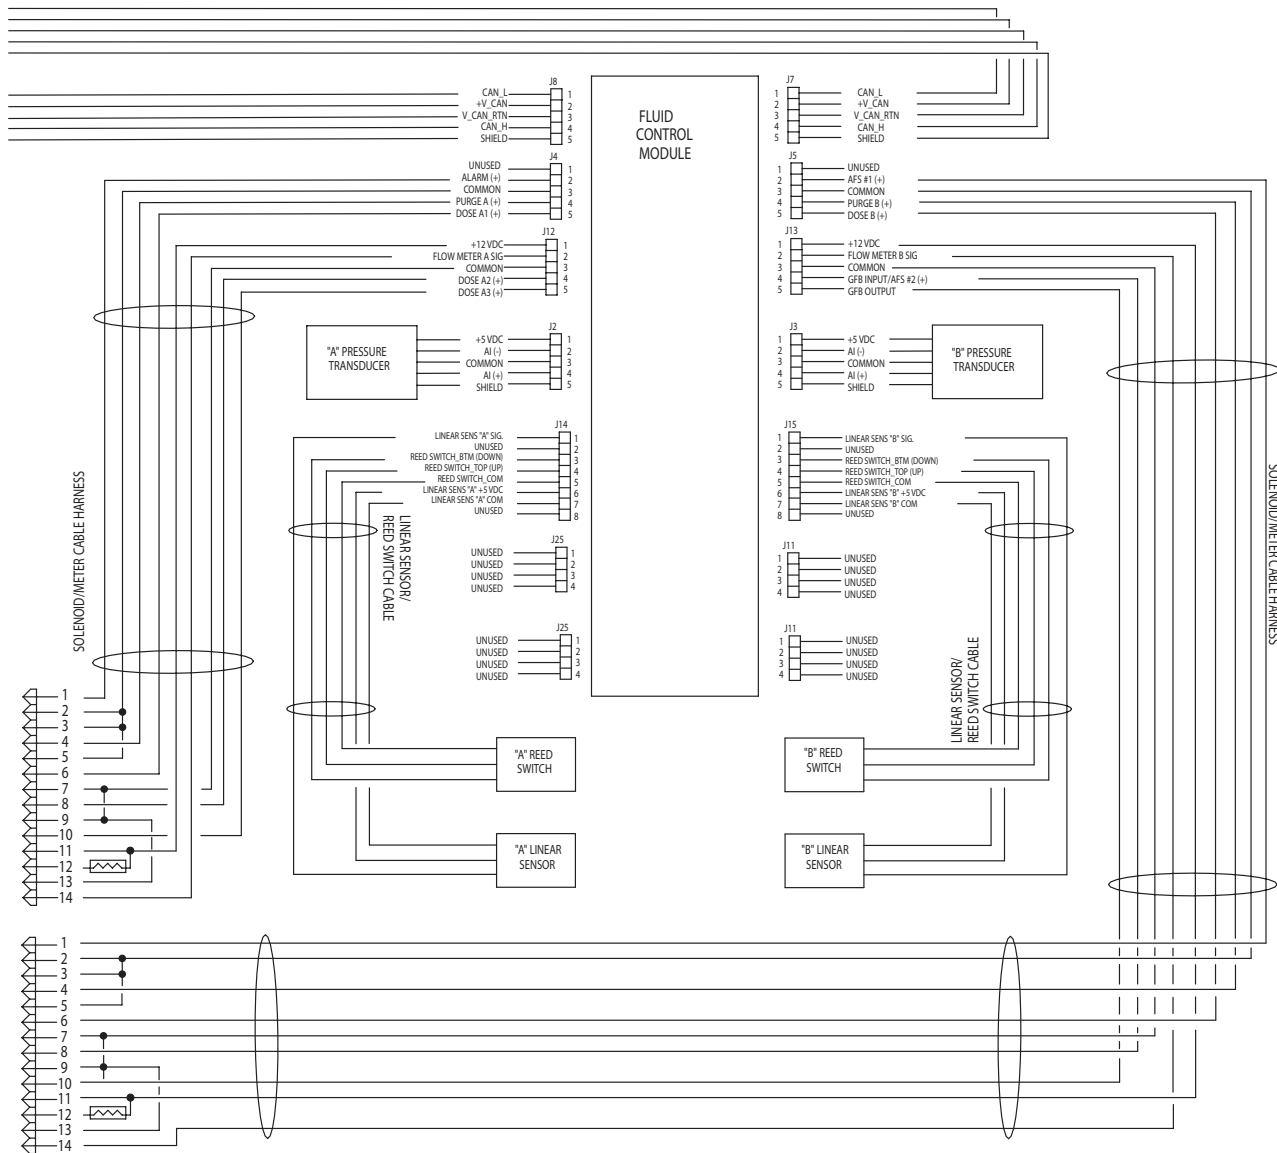 FLUID
CONTROL
MODULE
J8
CAN_L 1
+V_CAN 2
V_CAN_RTN 3
CAN_H 4
SHIELD 5
J4
UNUSED 1
ALARM (+) 2
COMMON 3
PURGE A (+) 4
DOSE A1 (+) 5
J12
+12 VDC 1
FLOW METER A SIG 2
COMMON 3
DOSE A2 (+) 4
DOSE A3 (+) 5
"A" PRESSURE
TRANSDUCER
J2
+5 VDC 1
AI (-) 2
COMMON 3
AI (+) 4
SHIELD 5
J14
LINEAR SENS "A" SIG. 1
UNUSED 2
REED SWITCH_BTM (DOWN) 3
REED SWITCH_TOP (UP) 4
REED SWITCH_COM 5
LINEAR SENS "A" +5 VDC 6
LINEAR SENS "A" COM 7
UNUSED 8
J25
UNUSED 1
UNUSED 2
UNUSED 3
UNUSED 4
J25
UNUSED 1
UNUSED 2
UNUSED 3
UNUSED 4
J7
1 CAN_L
2 +V_CAN
3 V_CAN_RTN
4 CAN_H
5 SHIELD
J5
1 UNUSED
2 AFS #1 (+)
3 COMMON
4 PURGE B (+)
5 DOSE B (+)
J13
1 +12 VDC
2 FLOW METER B SIG
3 COMMON
4 GFB INPUT/AFS #2 (+)
5 GFB OUTPUT
J3
1 +5 VDC
2 AI (-)
3 COMMON
4 AI (+)
5 SHIELD
"B" PRESSURE
TRANSDUCER
J15
1 LINEAR SENS "B" SIG.
2 UNUSED
3 REED SWITCH_BTM (DOWN)
4 REED SWITCH_TOP (UP)
5 REED SWITCH_COM
6 LINEAR SENS "B" +5 VDC
7 LINEAR SENS "B" COM
8 UNUSED
J11
1 UNUSED
2 UNUSED
3 UNUSED
4 UNUSED
J11
1 UNUSED
2 UNUSED
3 UNUSED
4 UNUSED
SOLENOID/METER CABLE HARNESS
LINEAR SENSOR/
REED SWITCH CABLE
LINEAR SENSOR/
REED SWITCH CABLE
SOLENOID/METER CABLE HARNESS
"A" REED
SWITCH
"A" LINEAR
SENSOR
"B" REED
SWITCH
"B" LINEAR
SENSOR
1
2
3
4
5
6
7
8
9
10
11
12
13
14
1
2
3
4
5
6
7
8
9
10
11
12
13
14